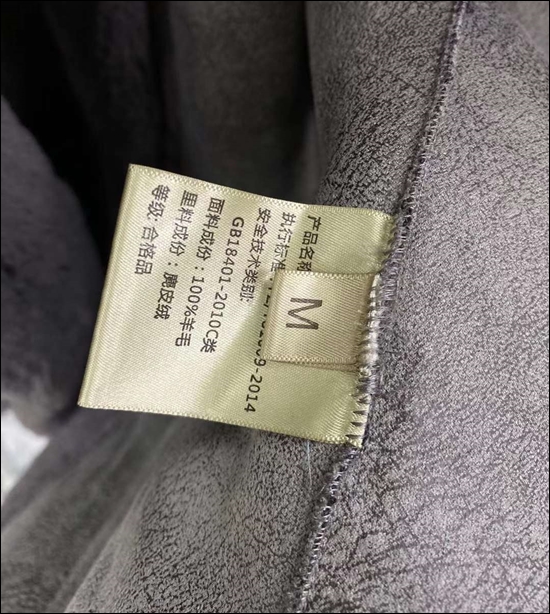 产品名称
执行标准:
9-2014
安全技术类别:
GB18401-2010C类
面料成份:100%羊毛
里料成份:麂皮绒
等级:合格品
M